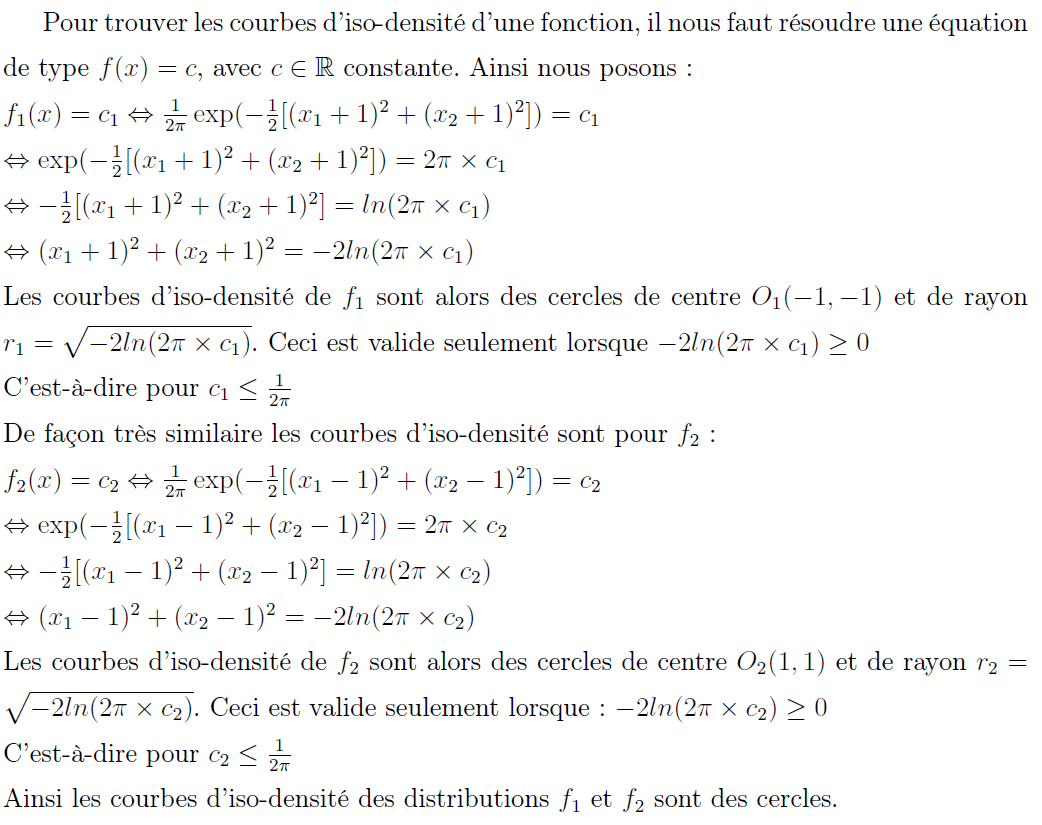 Pour trouver les courbes d'iso-densité d'une fonction, il nous faut résoudre une équation
de type $f(x) = c$, avec $c \in \mathbb{R}$ constante. Ainsi nous posons :
$f_1(x) = c_1 \Leftrightarrow \frac{1}{2\pi} \exp(-\frac{1}{2}[(x_1 + 1)^2 + (x_2 + 1)^2]) = c_1$
$\Leftrightarrow \exp(-\frac{1}{2}[(x_1 + 1)^2 + (x_2 + 1)^2]) = 2\pi \times c_1$
$\Leftrightarrow -\frac{1}{2}[(x_1 + 1)^2 + (x_2 + 1)^2] = ln(2\pi \times c_1)$
$\Leftrightarrow (x_1 + 1)^2 + (x_2 + 1)^2 = -2ln(2\pi \times c_1)$
Les courbes d'iso-densité de $f_1$ sont alors des cercles de centre $O_1(-1, -1)$ et de rayon
$r_1 = \sqrt{-2ln(2\pi \times c_1)}$. Ceci est valide seulement lorsque $-2ln(2\pi \times c_1) \geq 0$
C'est-à-dire pour $c_1 \leq \frac{1}{2\pi}$
De façon très similaire les courbes d'iso-densité sont pour $f_2$ :
$f_2(x) = c_2 \Leftrightarrow \frac{1}{2\pi} \exp(-\frac{1}{2}[(x_1 - 1)^2 + (x_2 - 1)^2]) = c_2$
$\Leftrightarrow \exp(-\frac{1}{2}[(x_1 - 1)^2 + (x_2 - 1)^2]) = 2\pi \times c_2$
$\Leftrightarrow -\frac{1}{2}[(x_1 - 1)^2 + (x_2 - 1)^2] = ln(2\pi \times c_2)$
$\Leftrightarrow (x_1 - 1)^2 + (x_2 - 1)^2 = -2ln(2\pi \times c_2)$
Les courbes d'iso-densité de $f_2$ sont alors des cercles de centre $O_2(1, 1)$ et de rayon $r_2 =$
$\sqrt{-2ln(2\pi \times c_2)}$. Ceci est valide seulement lorsque : $-2ln(2\pi \times c_2) \geq 0$
C'est-à-dire pour $c_2 \leq \frac{1}{2\pi}$
Ainsi les courbes d'iso-densité des distributions $f_1$ et $f_2$ sont des cercles.